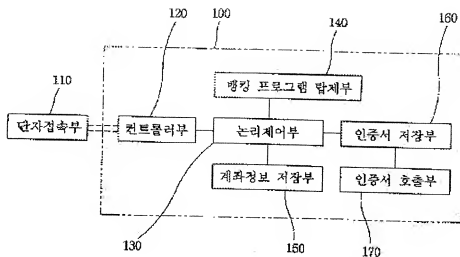 100
120
140
160
110
뱅킹 프로그램 탑재부
단자접속부
컨트롤러부
논리제어부
인증서 저장부
계좌정보 저장부
인증서 호출부
130
150
170